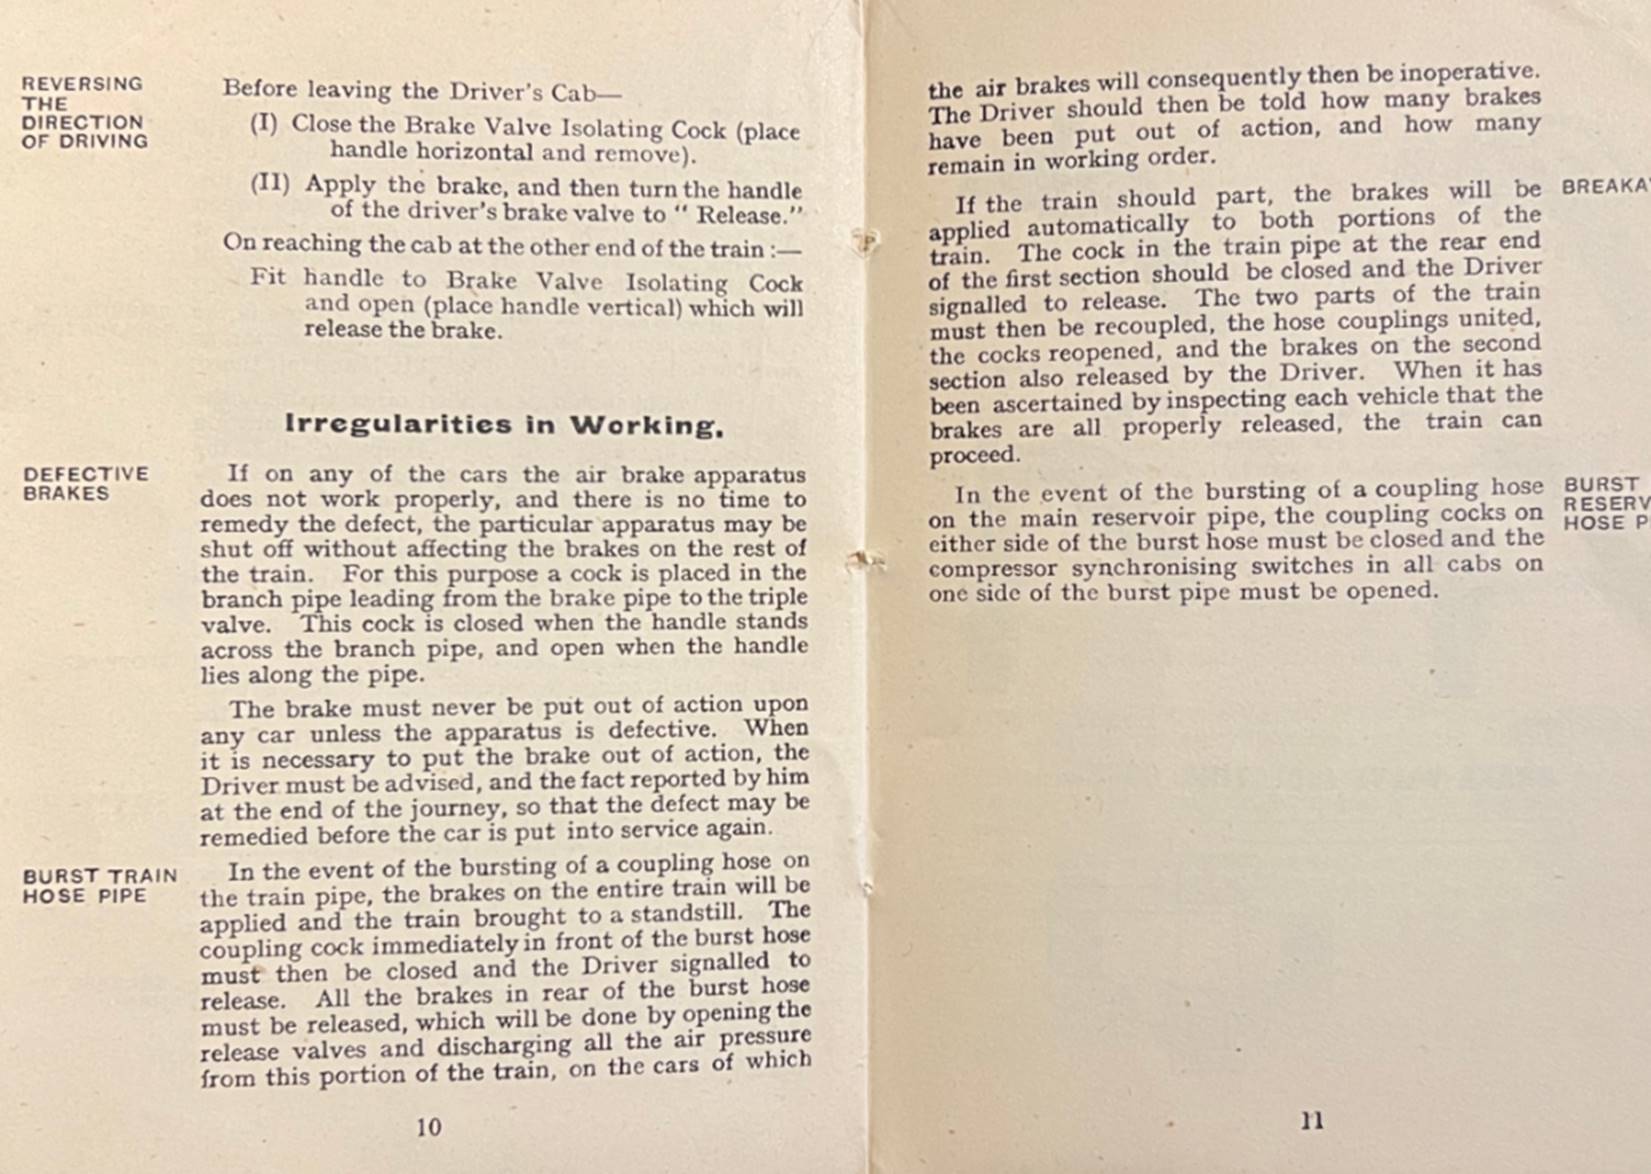 REVERSING
THE
DIRECTION
OF DRIVING
Before leaving the Driver's Cab—
(I) Close the Brake Valve Isolating Cock (place
handle horizontal and remove).
(II) Apply the brake, and then turn the handle
of the driver's brake valve to " Release."
On reaching the cab at the other end of the train :—
Fit handle to Brake Valve Isolating Cock
and open (place handle vertical) which will
release the brake.
Irregularities in Working.
DEFECTIVE
BRAKES
If on any of the cars the air brake apparatus
does not work properly, and there is no time to
remedy the defect, the particular apparatus may be
shut off without affecting the brakes on the rest of
the train. For this purpose a cock is placed in the
branch pipe leading from the brake pipe to the triple
valve. This cock is closed when the handle stands
across the branch pipe, and open when the handle
lies along the pipe.
The brake must never be put out of action upon
any car unless the apparatus is defective. When
it is necessary to put the brake out of action, the
Driver must be advised, and the fact reported by him
at the end of the journey, so that the defect may be
remedied before the car is put into service again.
BURST TRAIN
HOSE PIPE
In the event of the bursting of a coupling hose on
the train pipe, the brakes on the entire train will be
applied and the train brought to a standstill. The
coupling cock immediately in front of the burst hose
must then be closed and the Driver signalled to
release. All the brakes in rear of the burst hose
must be released, which will be done by opening the
release valves and discharging all the air pressure
from this portion of the train, on the cars of which
10
the air brakes will consequently then be inoperative.
The Driver should then be told how many brakes
have been put out of action, and how many
remain in working order.
If the train should part, the brakes will be
applied automatically to both portions of the
train. The cock in the train pipe at the rear end
of the first section should be closed and the Driver
signalled to release. The two parts of the train
must then be recoupled, the hose couplings united,
the cocks reopened, and the brakes on the second
section also released by the Driver. When it has
been ascertained by inspecting each vehicle that the
brakes are all properly released, the train can
proceed.
BREAKA
In the event of the bursting of a coupling hose
on the main reservoir pipe, the coupling cocks on
either side of the burst hose must be closed and the
compressor synchronising switches in all cabs on
one side of the burst pipe must be opened.
BURST
RESERV
HOSE P
11